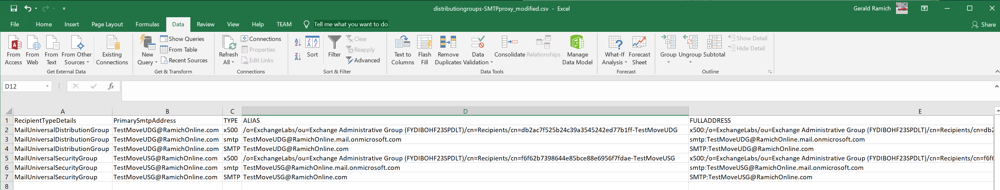 distributiongroups-SMTPproxy_modified.csv - Excel
Gerald Ramich
File Home Insert Page Layout Formulas Data Review View Help TEAM Tell me what you want to do
Share
From Access
From Web
From Text
From Other Sources
Existing Connections
Get External Data
New Query
Show Queries
From Table
Recent Sources
Get & Transform
Refresh All
Connections
Properties
Edit Links
Connections
Sort
Filter
Clear
Reapply
Advanced
Sort & Filter
Text to Columns
Flash Fill
Remove Duplicates
Data Validation
Consolidate
Relationships
Manage Data Model
Data Tools
What-If Analysis
Forecast Sheet
Forecast
Group
Ungroup
Subtotal
Show Detail
Hide Detail
Outline
D12
fx
A B C D E
1 RecipientTypeDetails PrimarySmtpAddress TYPE ALIAS FULLADDRESS
2 MailUniversalDistributionGroup TestMoveUDG@RamichOnline.com x500 /o=ExchangeLabs/ou=Exchange Administrative Group (FYDIBOHF23SPDLT)/cn=Recipients/cn=db2ac7f525b24c39a3545242ed77b1ff-TestMoveUDG x500:/o=ExchangeLabs/ou=Exchange Administrative Group (FYDIBOHF23SPDLT)/cn=Recipients/cn=db2
3 MailUniversalDistributionGroup TestMoveUDG@RamichOnline.com smtp TestMoveUDG@RamichOnline.mail.onmicrosoft.com smtp:TestMoveUDG@RamichOnline.mail.onmicrosoft.com
4 MailUniversalDistributionGroup TestMoveUDG@RamichOnline.com SMTP TestMoveUDG@RamichOnline.com SMTP:TestMoveUDG@RamichOnline.com
5 MailUniversalSecurityGroup TestMoveUSG@RamichOnline.com x500 /o=ExchangeLabs/ou=Exchange Administrative Group (FYDIBOHF23SPDLT)/cn=Recipients/cn=f6f62b7398644e85bce88e6956f7fdae-TestMoveUSG x500:/o=ExchangeLabs/ou=Exchange Administrative Group (FYDIBOHF23SPDLT)/cn=Recipients/cn=f6f6
6 MailUniversalSecurityGroup TestMoveUSG@RamichOnline.com smtp TestMoveUSG@RamichOnline.mail.onmicrosoft.com smtp:TestMoveUSG@RamichOnline.mail.onmicrosoft.com
7 MailUniversalSecurityGroup TestMoveUSG@RamichOnline.com SMTP TestMoveUSG@RamichOnline.com SMTP:TestMoveUSG@RamichOnline.com
8